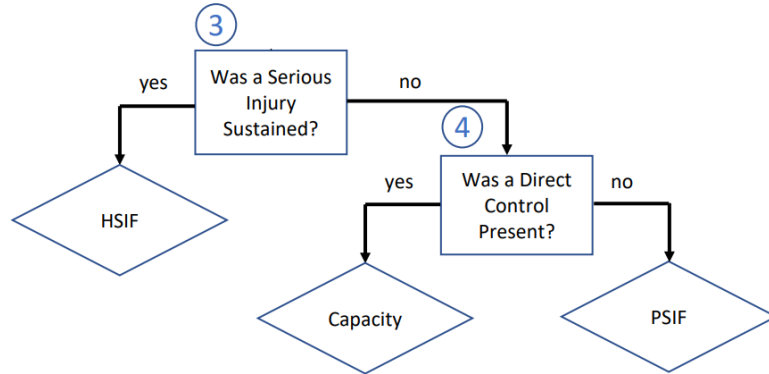 3
yes
Was a Serious
Injury
Sustained?
no
4
HSIF
yes
Was a Direct
Control
Present?
no
Capacity
PSIF